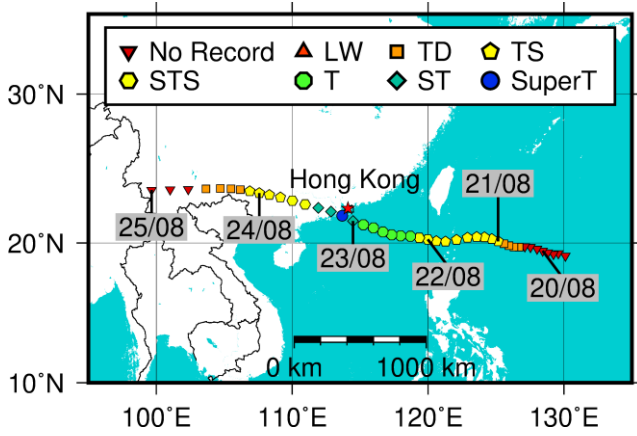 No Record LW TD TS
STS T ST SuperT
30°N
Hong Kong
21/08
25/08
24/08
20°N
23/08
22/08
20/08
0 km 1000 km
10°N
100°E 110°E 120°E 130°E